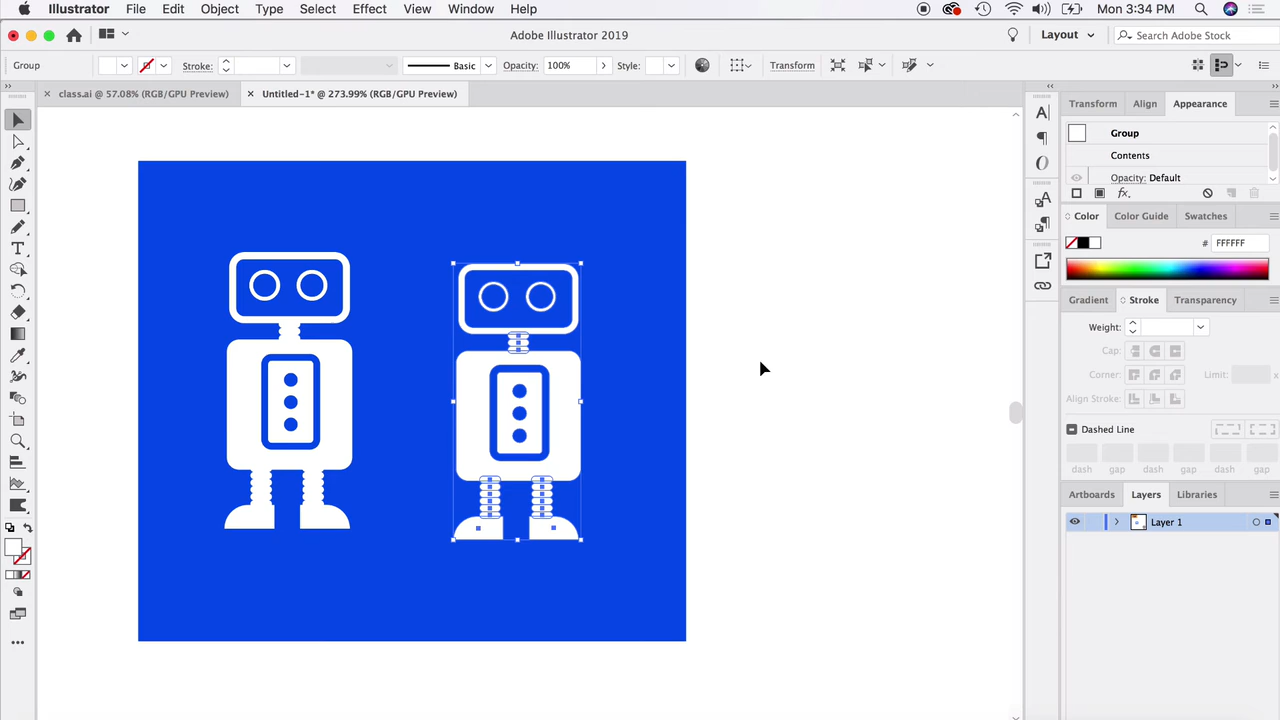 Illustrator File Edit Object Type Select Effect View Window Help Mon 3:34 PM
Adobe Illustrator 2019 Layout Search Adobe Stock
Group Stroke: Basic Opacity: 100% Style: Transform
class.ai @ 57.08% (RGB/GPU Preview) Untitled-1* @ 273.99% (RGB/GPU Preview)
Transform Align Appearance
Group
Contents
Opacity: Default
fx.
Color Color Guide Swatches
# FFFFFF
Gradient Stroke Transparency
Weight:
Cap:
Corner: Limit: x
Align Stroke:
Dashed Line
dash gap dash gap dash gap
Artboards Layers Libraries
Layer 1